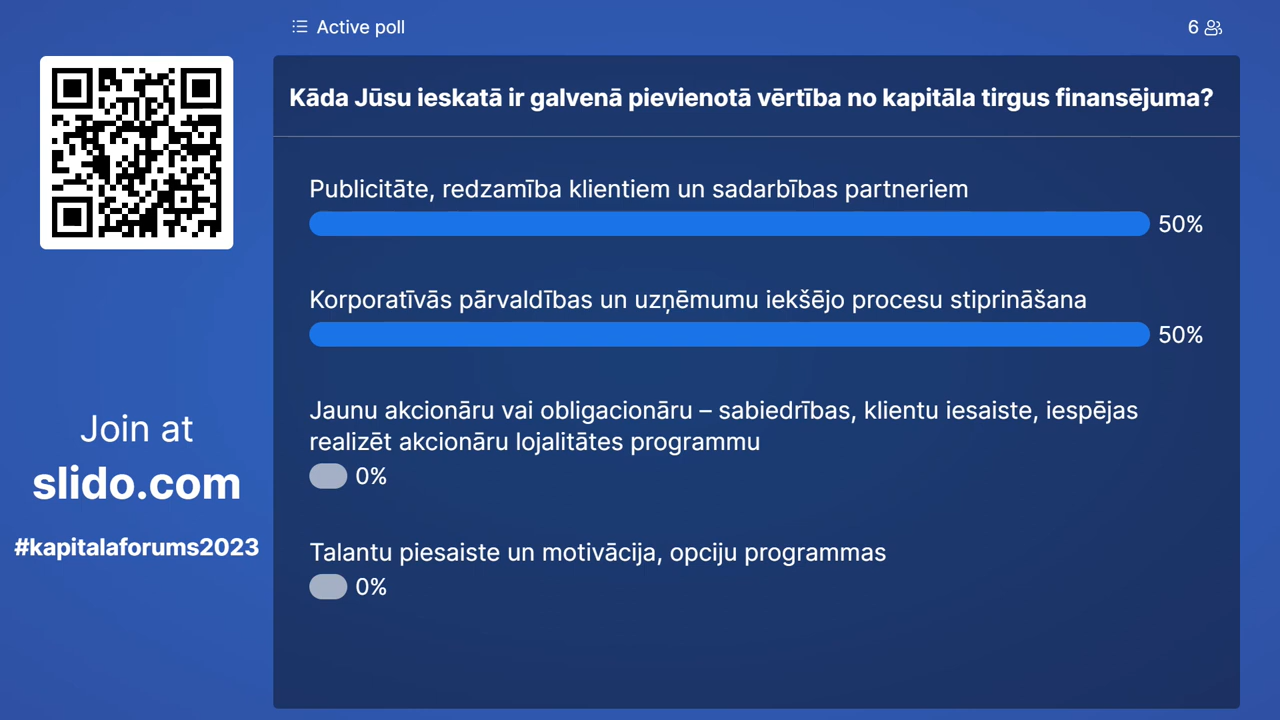 Active poll
6
Kāda Jūsu ieskatā ir galvenā pievienotā vērtība no kapitāla tirgus finansējuma?
Publicitāte, redzamība klientiem un sadarbības partneriem
50%
Korporatīvās pārvaldības un uzņēmumu iekšējo procesu stiprināšana
50%
Jaunu akcionāru vai obligacionāru – sabiedrības, klientu iesaiste, iespējas
realizēt akcionāru lojalitātes programmu
0%
Talantu piesaiste un motivācija, opciju programmas
0%
Join at
slido.com
#kapitalaforums2023